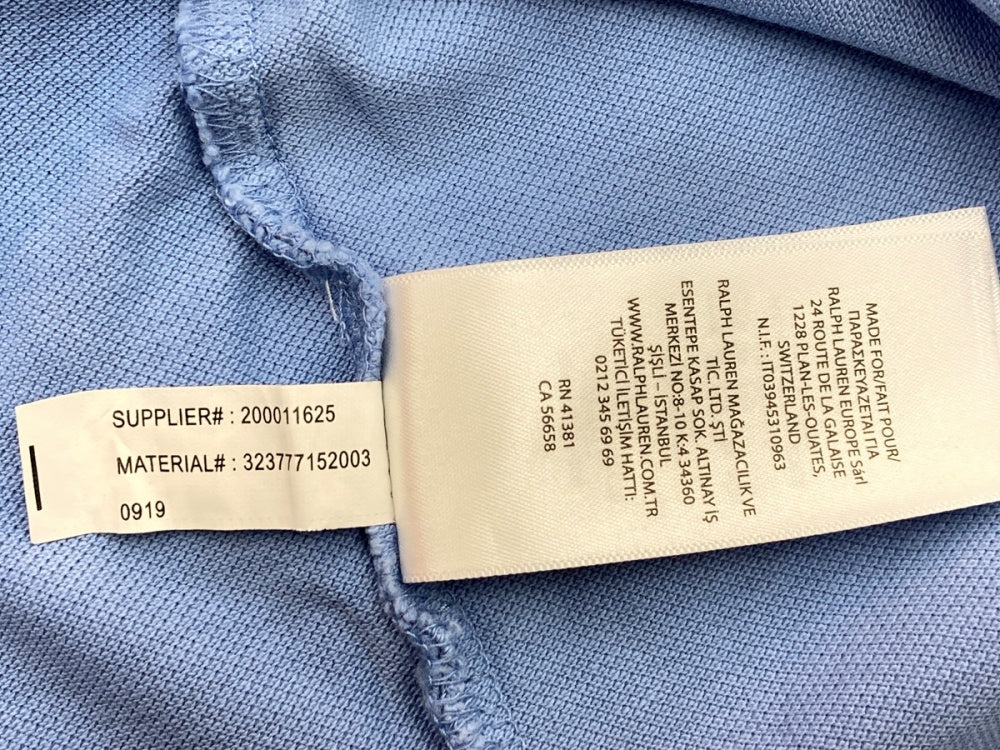 SUPPLIER# : 200011625
MATERIAL# : 323777152003
0919
MADE FOR/FAIT POUR/
ΠΑΡΑΣΚΕΥΑΖΕΤΑΙ ΓΙΑ
RALPH LAUREN EUROPE Sárl
24 ROUTE DE LA GALAISE
1228 PLAN-LES-OUATES,
SWITZERLAND
N.I.F. : IT03945310963
RALPH LAUREN MAĞAZACILIK VE
TİC. LTD. ŞTİ
ESENTEPE KASAP SOK. ALTINAY İŞ
MERKEZİ NO:8-10 K:4 34360
ŞİŞLİ – İSTANBUL
WWW.RALPHLAUREN.COM.TR
TÜKETİCİ İLETİŞİM HATTI:
0212 345 69 69
RN 41381
CA 56658